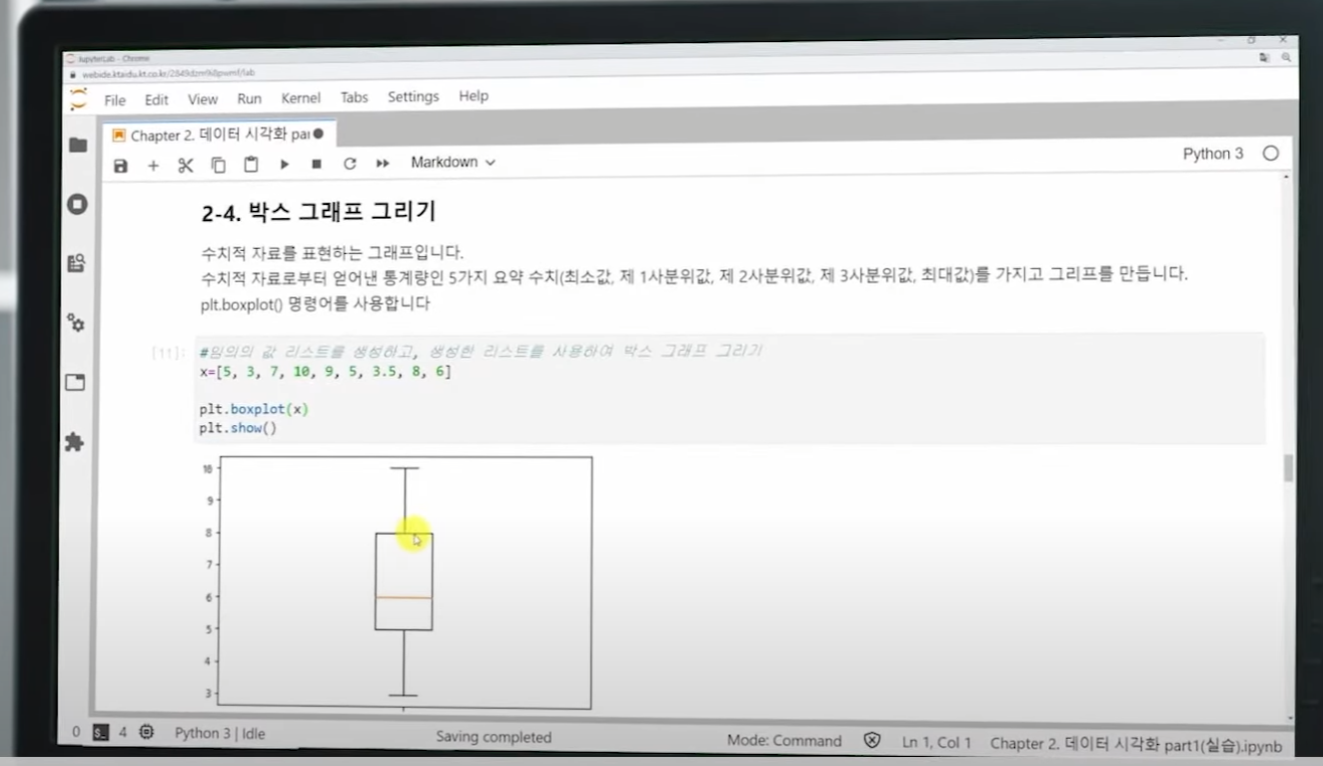 JupyterLab - Chrome
File Edit View Run Kernel Tabs Settings Help
Chapter 2. 데이터 시각화 par
Markdown
Python 3
2-4. 박스 그래프 그리기
수치적 자료를 표현하는 그래프입니다.
수치적 자료로부터 얻어낸 통계량인 5가지 요약 수치(최소값, 제 1사분위값, 제 2사분위값, 제 3사분위값, 최대값)를 가지고 그리프를 만듭니다.
plt.boxplot() 명령어를 사용합니다
[11]:
#임의의 값 리스트를 생성하고, 생성한 리스트를 사용하여 박스 그래프 그리기
x=[5, 3, 7, 10, 9, 5, 3.5, 8, 6]
plt.boxplot(x)
plt.show()
10
9
8
7
6
5
4
3
0 4 Python 3 | Idle Saving completed Mode: Command Ln 1, Col 1 Chapter 2. 데이터 시각화 part1(실습).ipynb